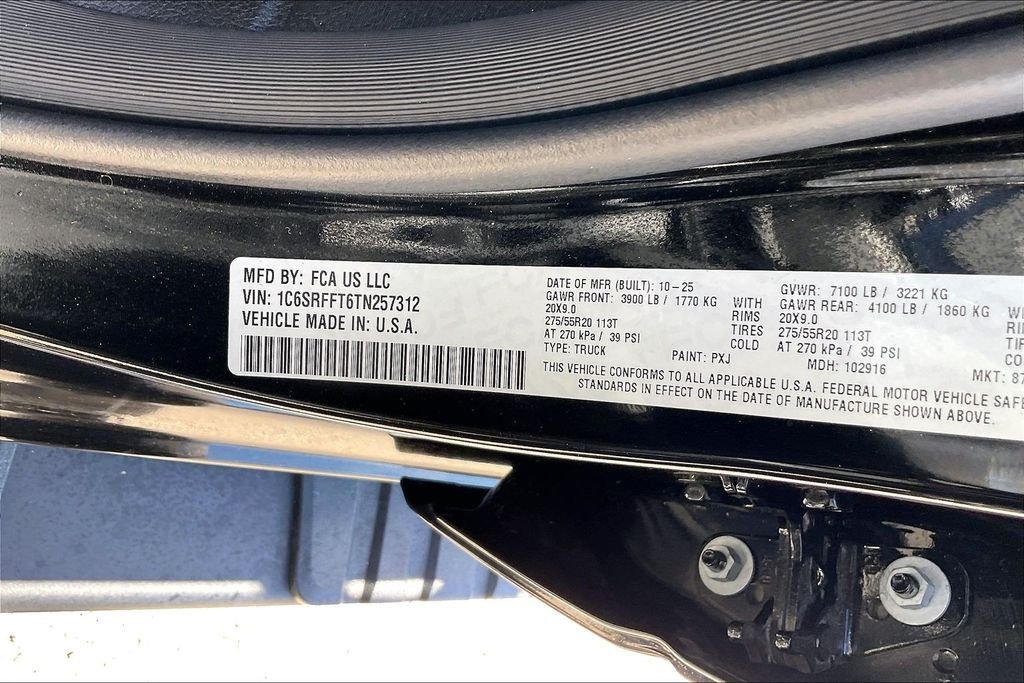 MFD BY: FCA US LLC
VIN: 1C6SRFFT6TN257312
VEHICLE MADE IN: U.S.A.
DATE OF MFR (BUILT): 10-25
GAWR FRONT: 3900 LB / 1770 KG WITH
20X9.0 RIMS
275/55R20 113T TIRES
AT 270 kPa / 39 PSI COLD
TYPE: TRUCK PAINT: PXJ
GVWR: 7100 LB / 3221 KG
GAWR REAR: 4100 LB / 1860 KG
20X9.0
275/55R20 113T
AT 270 kPa / 39 PSI
MDH: 102916
MKT: 87
THIS VEHICLE CONFORMS TO ALL APPLICABLE U.S.A. FEDERAL MOTOR VEHICLE SAFE
STANDARDS IN EFFECT ON THE DATE OF MANUFACTURE SHOWN ABOVE.